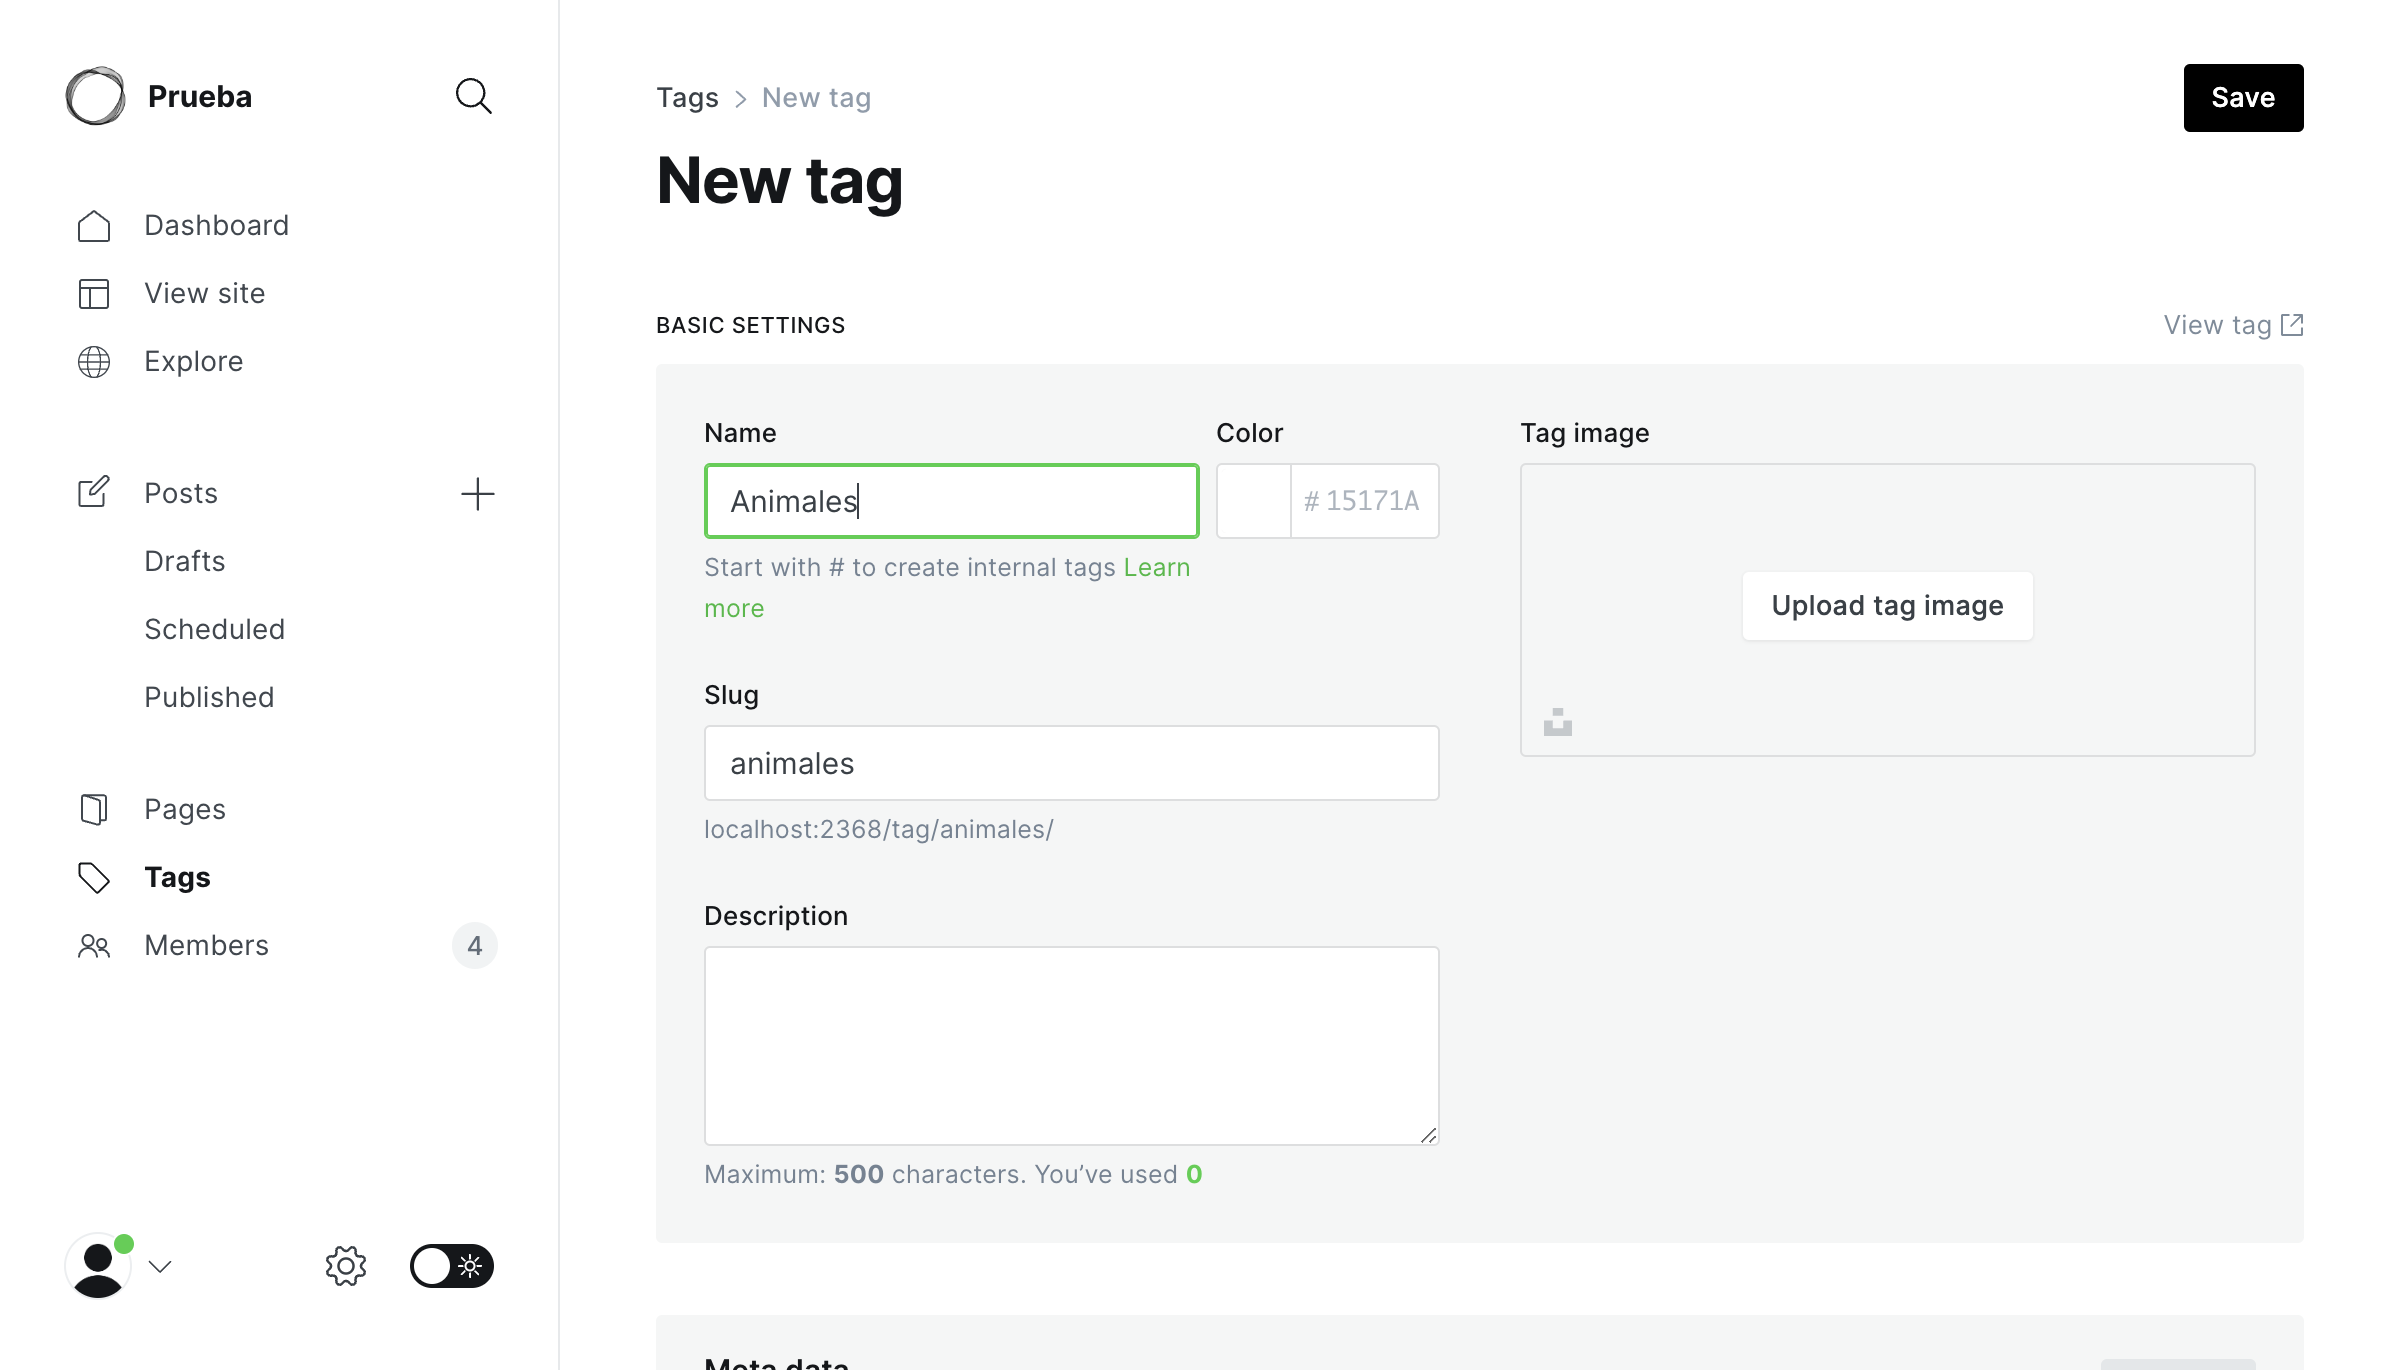 Prueba
Dashboard
View site
Explore
Posts
Drafts
Scheduled
Published
Pages
Tags
Members 4
Tags > New tag
Save
New tag
BASIC SETTINGS
View tag
Name
Color
Tag image
Animales
# 15171A
Start with # to create internal tags Learn
more
Upload tag image
Slug
animales
localhost:2368/tag/animales/
Description
Maximum: 500 characters. You’ve used 0
Meta data